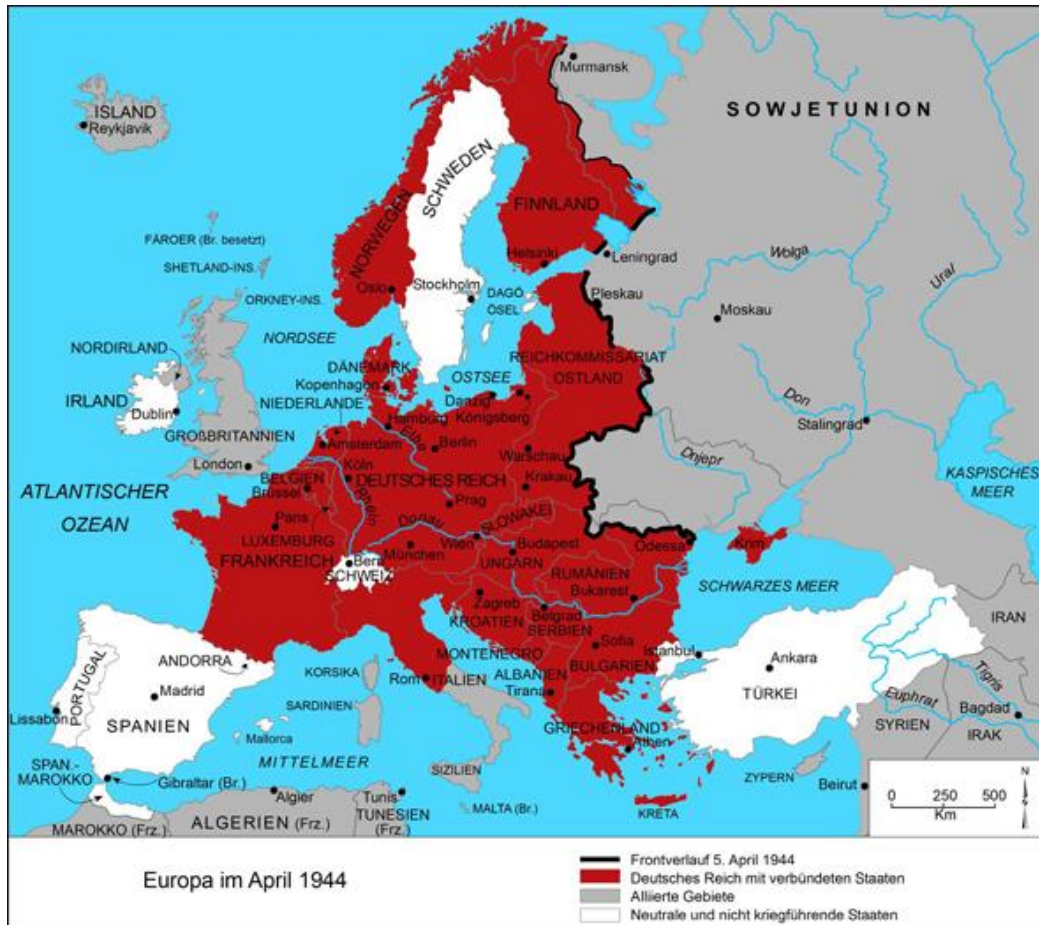 Murmansk
SOWJETUNION
ISLAND
Reykjavik
SCHWEDEN
NORWEGEN
FINNLAND
FÄROER (Br. besetzt)
SHETLAND-INS.
Helsinki
Leningrad
Wolga
Ural
Oslo
Stockholm
ORKNEY-INS.
DAGÖ
ÖSEL
Pleskau
Moskau
NORDSEE
NORDIRLAND
DÄNEMARK
Kopenhagen
OSTSEE
REICHKOMMISSARIAT
OSTLAND
IRLAND
Dublin
NIEDERLANDE
Danzig
Königsberg
Hamburg
Don
Stalingrad
GROßBRITANNIEN
Amsterdam
Elbe
Berlin
Warschau
Dnjepr
London
Köln
BELGIEN
Brüssel
DEUTSCHES REICH
Krakau
KASPISCHES
MEER
ATLANTISCHER
OZEAN
Rhein
Prag
Paris
LUXEMBURG
Donau
SLOWAKEI
Wien
Budapest
Odessa
Krim
FRANKREICH
München
Bern
SCHWEIZ
UNGARN
RUMÄNIEN
Bukarest
SCHWARZES MEER
Zagreb
KROATIEN
Belgrad
SERBIEN
IRAN
ANDORRA
KORSIKA
MONTENEGRO
Sofia
BULGARIEN
Istanbul
Ankara
TÜRKEI
PORTUGAL
Madrid
SPANIEN
Rom
ITALIEN
ALBANIEN
Tirana
Tigris
Euphrat
Bagdad
Lissabon
SARDINIEN
Mallorca
GRIECHENLAND
Athen
SYRIEN
IRAK
SPAN.-
MAROKKO
MITTELMEER
Gibraltar (Br.)
SIZILIEN
ZYPERN
Beirut
Algier
Tunis
MALTA (Br.)
KRETA
MAROKKO (Frz.)
ALGERIEN (Frz.)
TUNESIEN
(Frz.)
N
0 250 500
Km
Europa im April 1944
Frontverlauf 5. April 1944
Deutsches Reich mit verbündeten Staaten
Alliierte Gebiete
Neutrale und nicht kriegführende Staaten